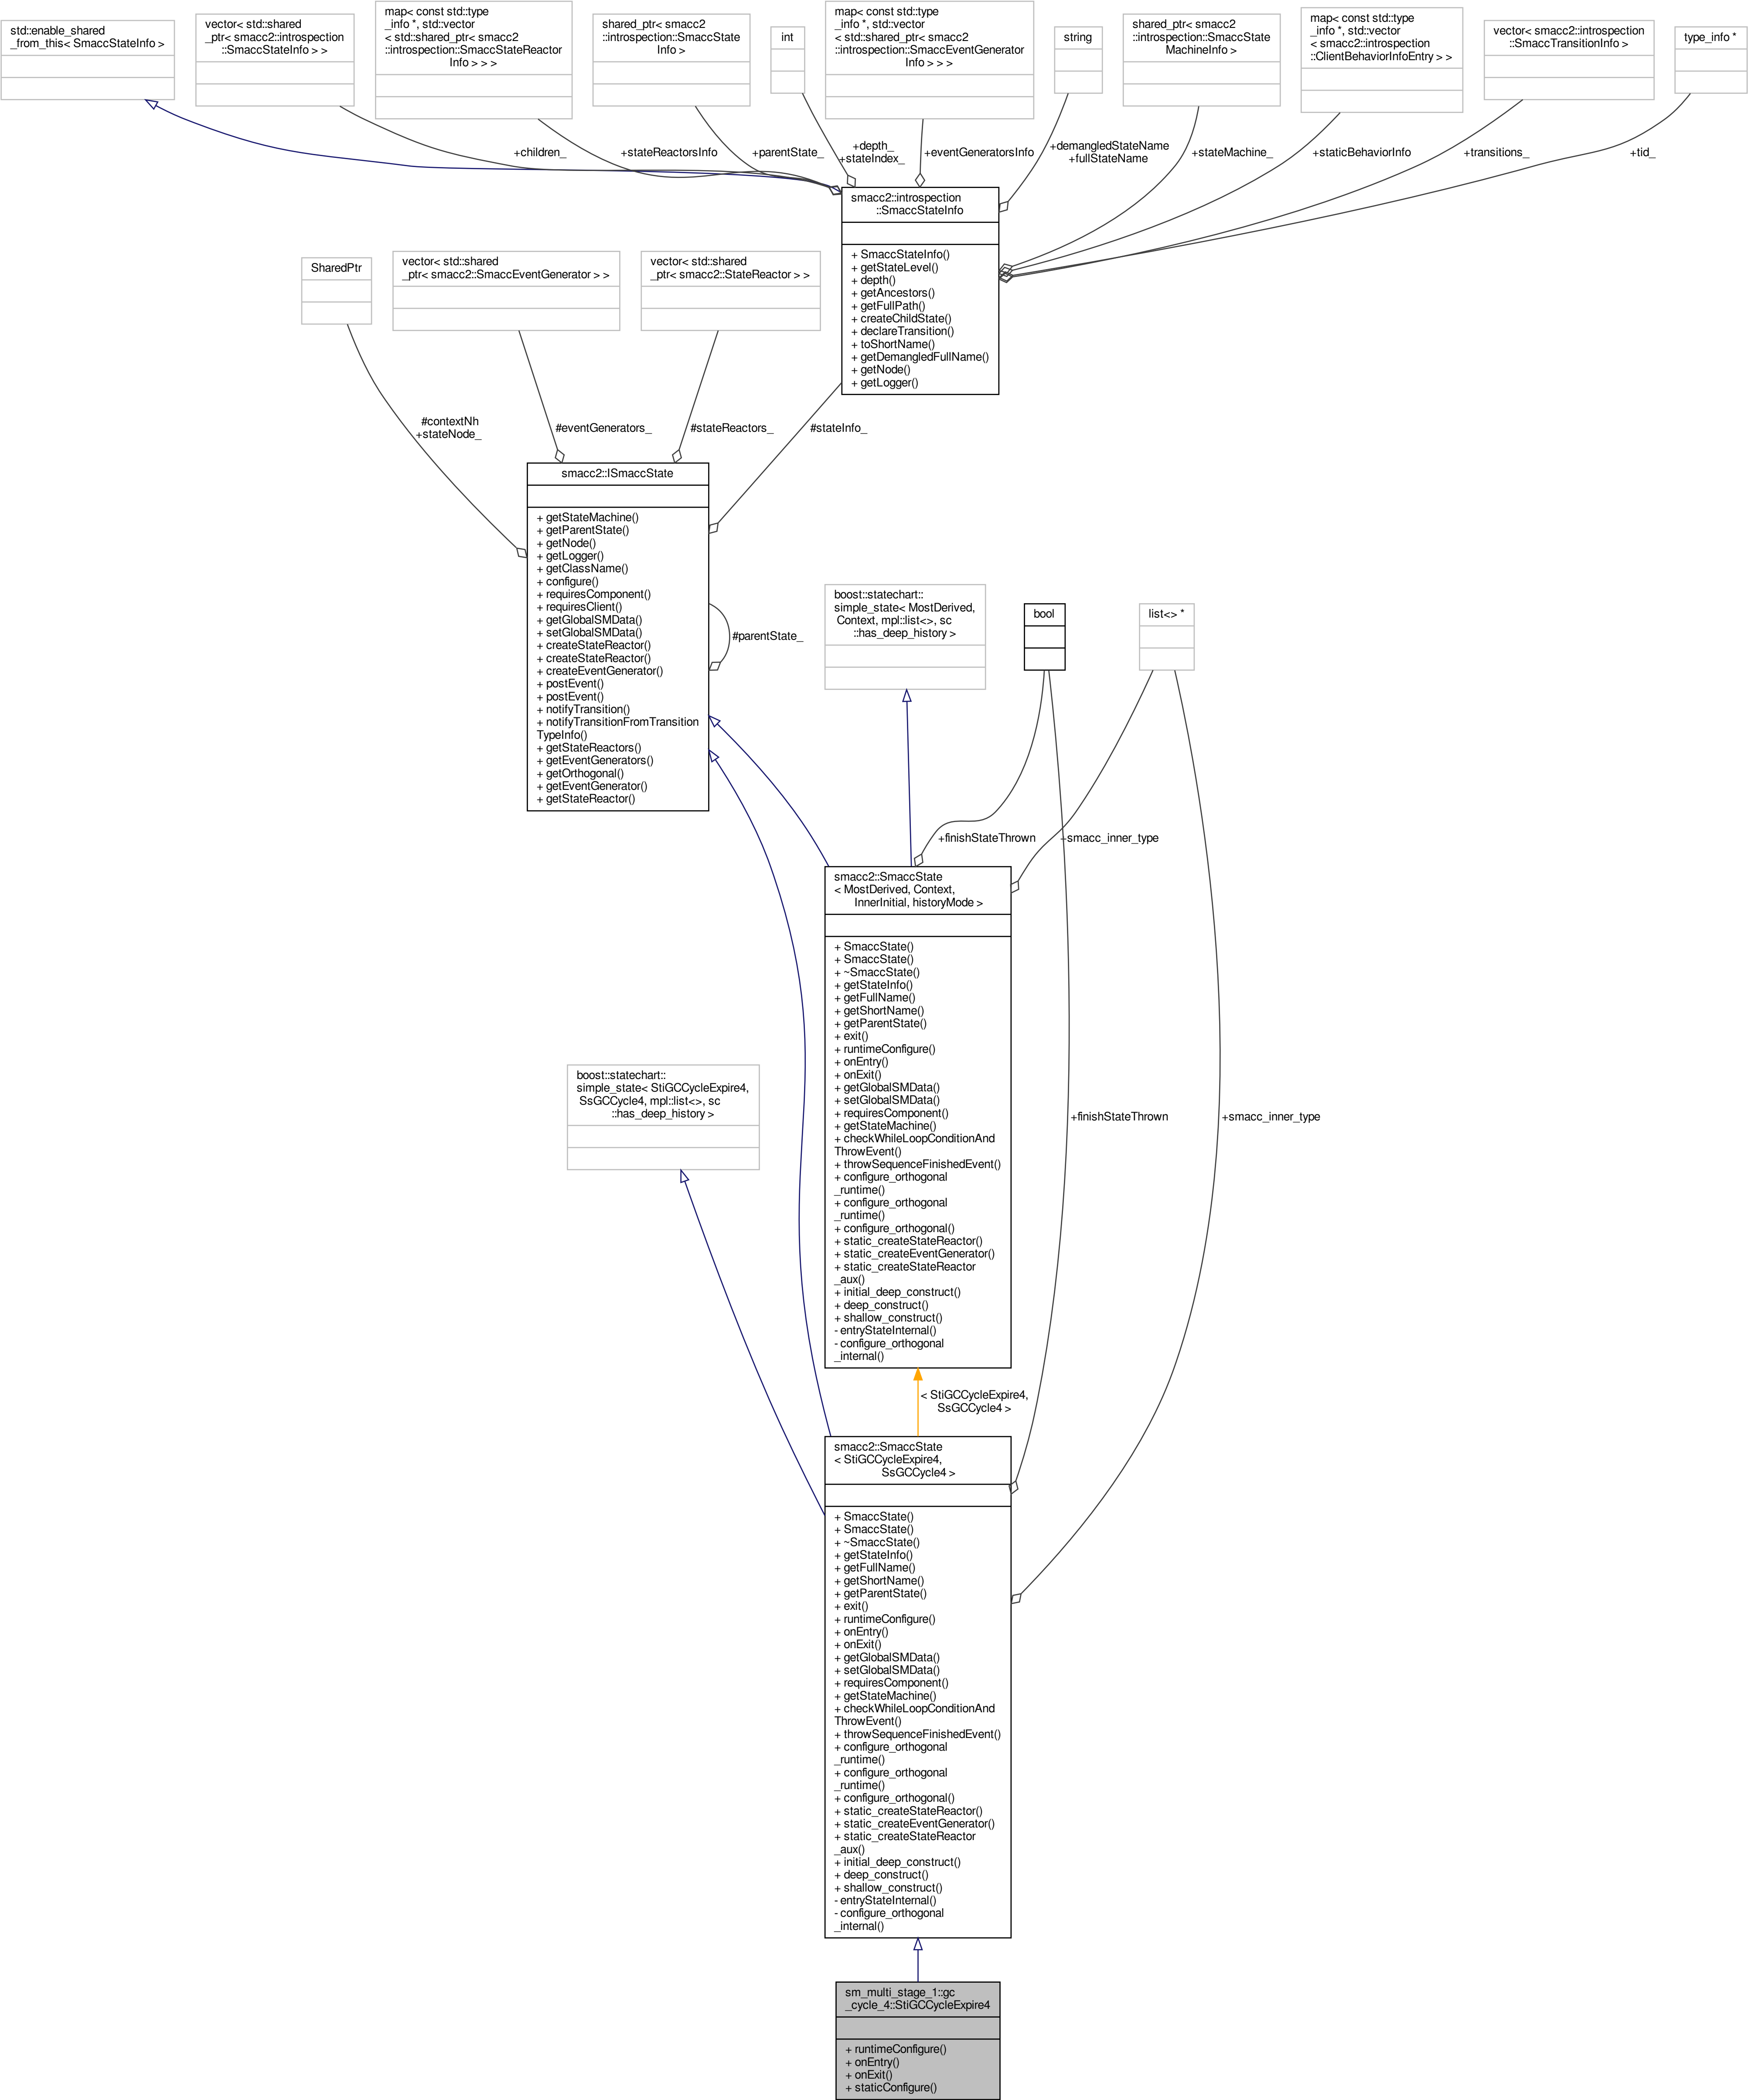 std::enable_shared
_from_this< SmaccStateInfo >
vector< std::shared
_ptr< smacc2::introspection
::SmaccStateInfo > >
map< const std::type
_info *, std::vector
< std::shared_ptr< smacc2
::introspection::SmaccStateReactor
Info > > >
shared_ptr< smacc2
::introspection::SmaccState
Info >
int
map< const std::type
_info *, std::vector
< std::shared_ptr< smacc2
::introspection::SmaccEventGenerator
Info > > >
string
shared_ptr< smacc2
::introspection::SmaccState
MachineInfo >
map< const std::type
_info *, std::vector
< smacc2::introspection
::ClientBehaviorInfoEntry > >
vector< smacc2::introspection
::SmaccTransitionInfo >
type_info *
+children_
+stateReactorsInfo
+parentState_
+depth_
+stateIndex_
+eventGeneratorsInfo
+demangledStateName
+fullStateName
+stateMachine_
+staticBehaviorInfo
+transitions_
+tid_
smacc2::introspection
::SmaccStateInfo
+ SmaccStateInfo()
+ getStateLevel()
+ depth()
+ getAncestors()
+ getFullPath()
+ createChildState()
+ declareTransition()
+ toShortName()
+ getDemangledFullName()
+ getNode()
+ getLogger()
SharedPtr
vector< std::shared
_ptr< smacc2::SmaccEventGenerator > >
vector< std::shared
_ptr< smacc2::StateReactor > >
#contextNh
+stateNode_
#eventGenerators_
#stateReactors_
#stateInfo_
smacc2::ISmaccState
+ getStateMachine()
+ getParentState()
+ getNode()
+ getLogger()
+ getClassName()
+ configure()
+ requiresComponent()
+ requiresClient()
+ getGlobalSMData()
+ setGlobalSMData()
+ createStateReactor()
+ createStateReactor()
+ createEventGenerator()
+ postEvent()
+ postEvent()
+ notifyTransition()
+ notifyTransitionFromTransition
TypeInfo()
+ getStateReactors()
+ getEventGenerators()
+ getOrthogonal()
+ getEventGenerator()
+ getStateReactor()
#parentState_
boost::statechart::
simple_state< MostDerived,
Context, mpl::list<>, sc
::has_deep_history >
bool
list<> *
+finishStateThrown
+smacc_inner_type
smacc2::SmaccState
< MostDerived, Context,
InnerInitial, historyMode >
+ SmaccState()
+ SmaccState()
+ ~SmaccState()
+ getStateInfo()
+ getFullName()
+ getShortName()
+ getParentState()
+ exit()
+ runtimeConfigure()
+ onEntry()
+ onExit()
+ getGlobalSMData()
+ setGlobalSMData()
+ requiresComponent()
+ getStateMachine()
+ checkWhileLoopConditionAnd
ThrowEvent()
+ throwSequenceFinishedEvent()
+ configure_orthogonal
_runtime()
+ configure_orthogonal
_runtime()
+ configure_orthogonal()
+ static_createStateReactor()
+ static_createEventGenerator()
+ static_createStateReactor
_aux()
+ initial_deep_construct()
+ deep_construct()
+ shallow_construct()
- entryStateInternal()
- configure_orthogonal
_internal()
boost::statechart::
simple_state< StiGCCycleExpire4,
SsGCCycle4, mpl::list<>, sc
::has_deep_history >
+finishStateThrown
+smacc_inner_type
< StiGCCycleExpire4,
SsGCCycle4 >
smacc2::SmaccState
< StiGCCycleExpire4,
SsGCCycle4 >
+ SmaccState()
+ SmaccState()
+ ~SmaccState()
+ getStateInfo()
+ getFullName()
+ getShortName()
+ getParentState()
+ exit()
+ runtimeConfigure()
+ onEntry()
+ onExit()
+ getGlobalSMData()
+ setGlobalSMData()
+ requiresComponent()
+ getStateMachine()
+ checkWhileLoopConditionAnd
ThrowEvent()
+ throwSequenceFinishedEvent()
+ configure_orthogonal
_runtime()
+ configure_orthogonal
_runtime()
+ configure_orthogonal()
+ static_createStateReactor()
+ static_createEventGenerator()
+ static_createStateReactor
_aux()
+ initial_deep_construct()
+ deep_construct()
+ shallow_construct()
- entryStateInternal()
- configure_orthogonal
_internal()
sm_multi_stage_1::gc
_cycle_4::StiGCCycleExpire4
+ runtimeConfigure()
+ onEntry()
+ onExit()
+ staticConfigure()